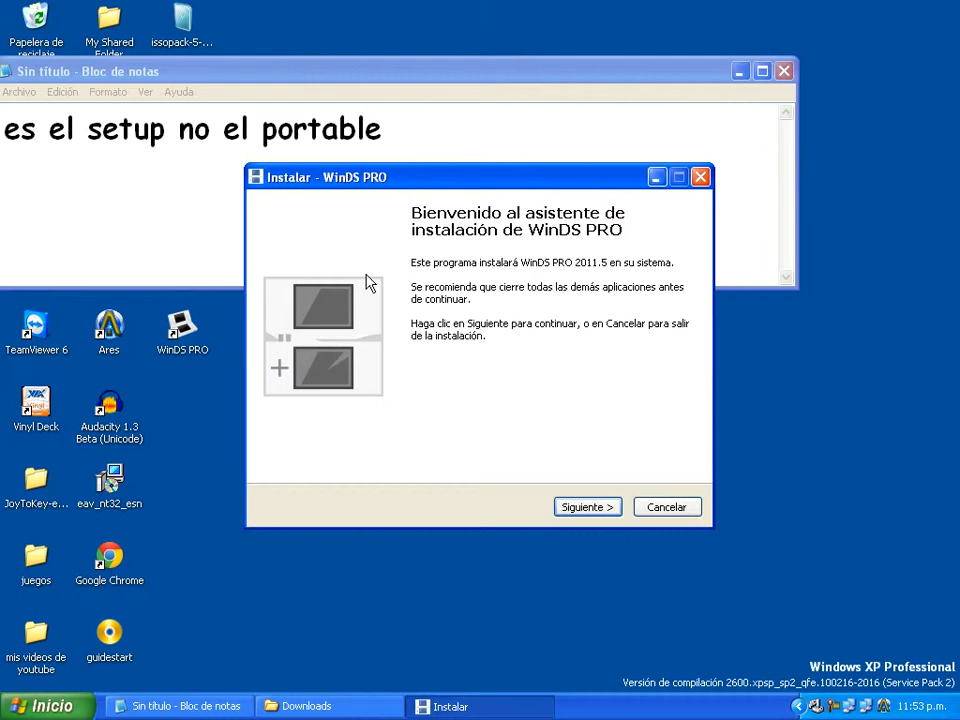 Papelera de
reciclaje
My Shared
Folder
issopack-5-...
Sin título - Bloc de notas
Archivo Edición Formato Ver Ayuda
es el setup no el portable
Instalar - WinDS PRO
Bienvenido al asistente de
instalación de WinDS PRO
Este programa instalará WinDS PRO 2011.5 en su sistema.
Se recomienda que cierre todas las demás aplicaciones antes
de continuar.
Haga clic en Siguiente para continuar, o en Cancelar para salir
de la instalación.
Siguiente >
Cancelar
TeamViewer 6
Ares
WinDS PRO
Vinyl Deck
Audacity 1.3
Beta (Unicode)
JoyToKey-e...
eav_nt32_esn
juegos
Google Chrome
mis videos de
youtube
guidestart
Windows XP Professional
Versión de compilación 2600.xpsp_sp2_qfe.100216-2016 (Service Pack 2)
Inicio
Sin título - Bloc de notas
Downloads
Instalar
11:53 p.m.